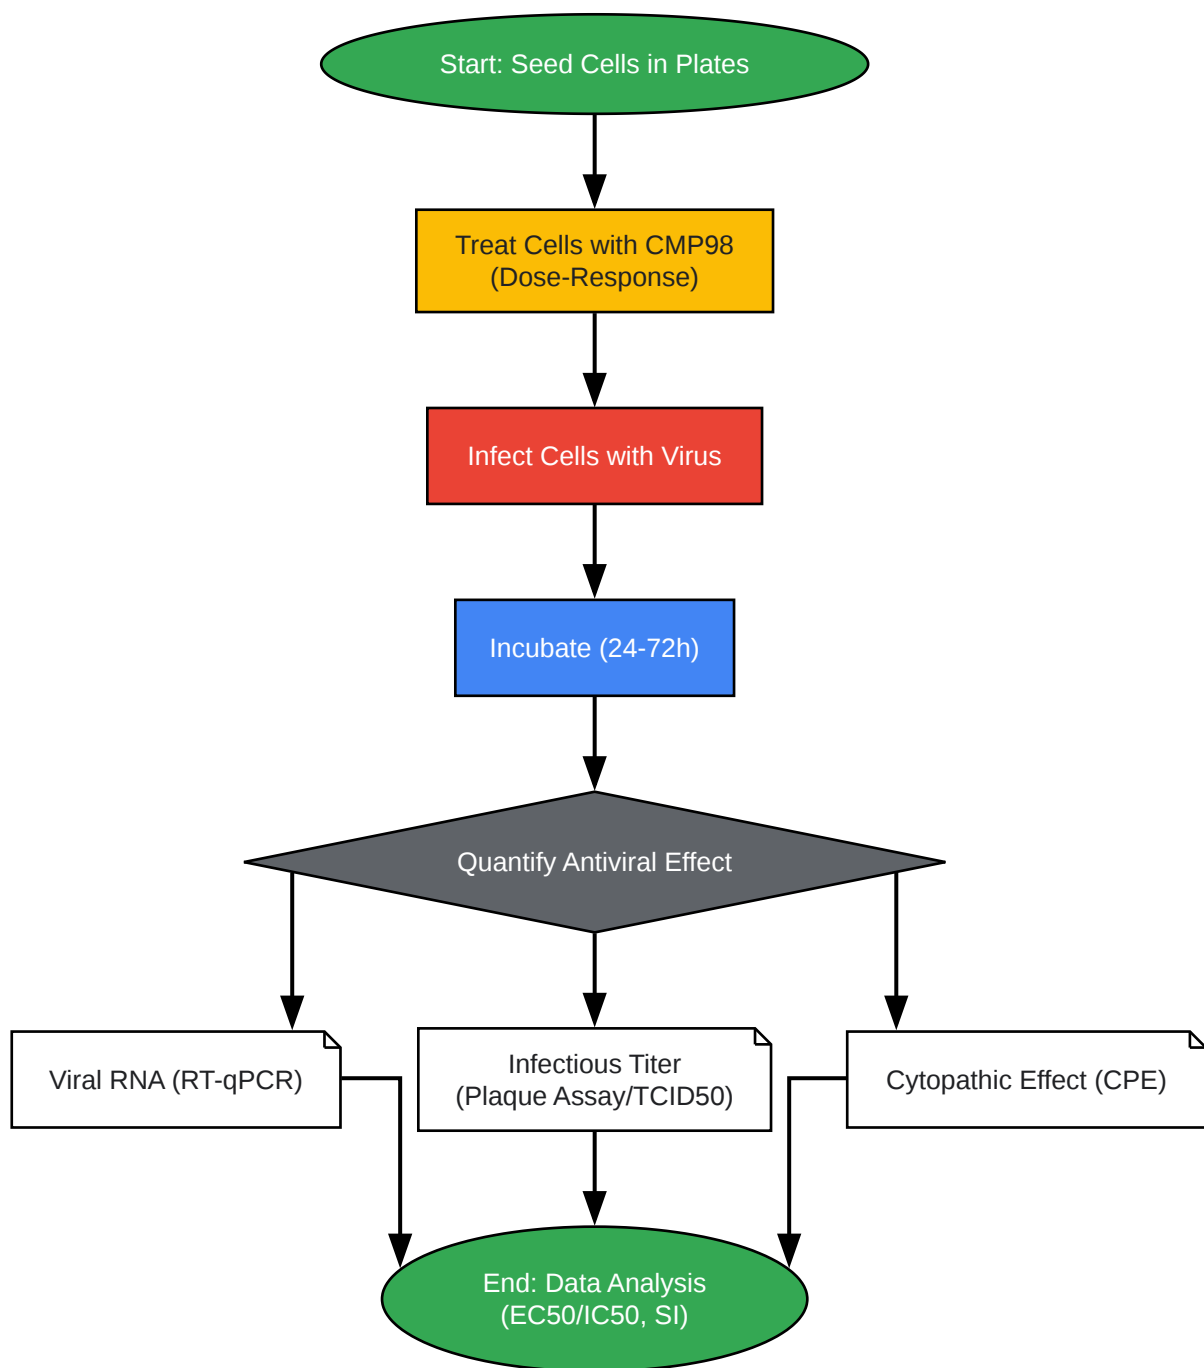 Start: Seed Cells in Plates
Treat Cells with CMP98
(Dose-Response)
Infect Cells with Virus
Incubate (24-72h)
Quantify Antiviral Effect
Viral RNA (RT-qPCR)
Infectious Titer
(Plaque Assay/TCID50)
Cytopathic Effect (CPE)
End: Data Analysis
(EC50/IC50, SI)